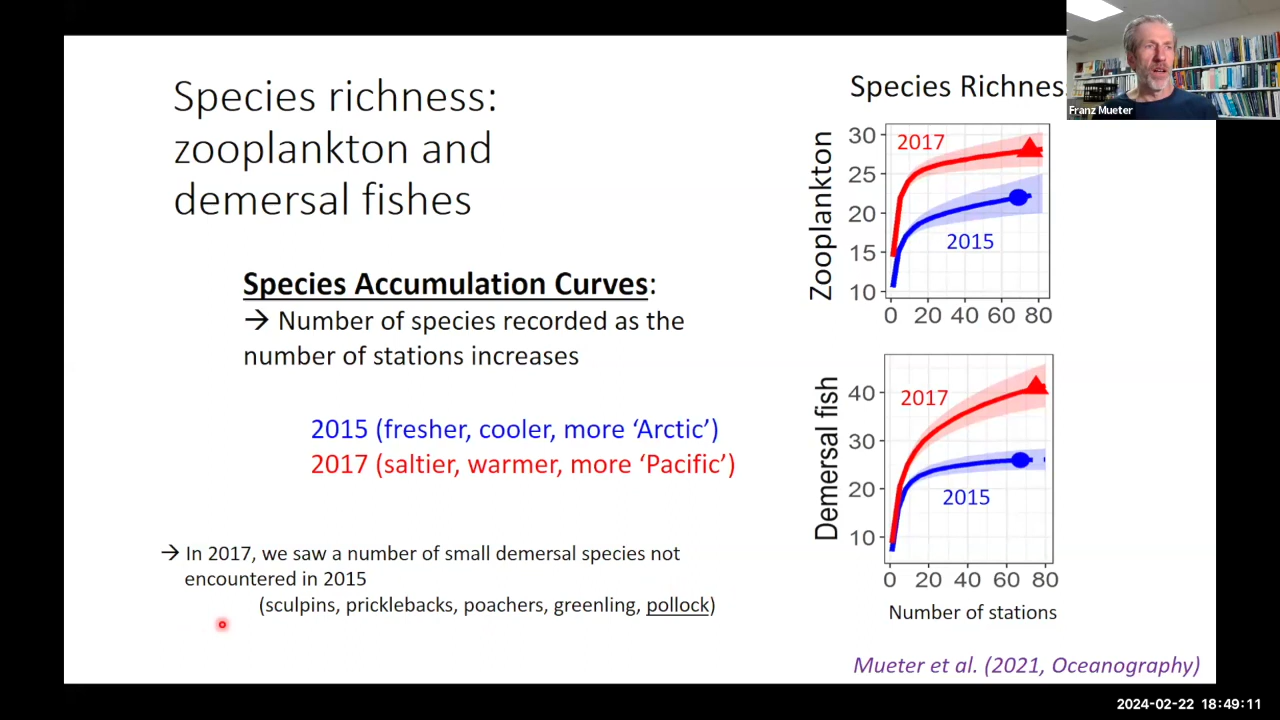 Species richness:
zooplankton and
demersal fishes
Species Accumulation Curves:
→ Number of species recorded as the
number of stations increases
2015 (fresher, cooler, more ‘Arctic’)
2017 (saltier, warmer, more ‘Pacific’)
→ In 2017, we saw a number of small demersal species not
encountered in 2015
(sculpins, pricklebacks, poachers, greenling, pollock)
Species Richnes
Franz Mueter
Zooplankton
30
25
20
15
10
2017
2015
0 20 40 60 80
Demersal fish
40
30
20
10
2017
2015
0 20 40 60 80
Number of stations
Mueter et al. (2021, Oceanography)
2024-02-22 18:49:11